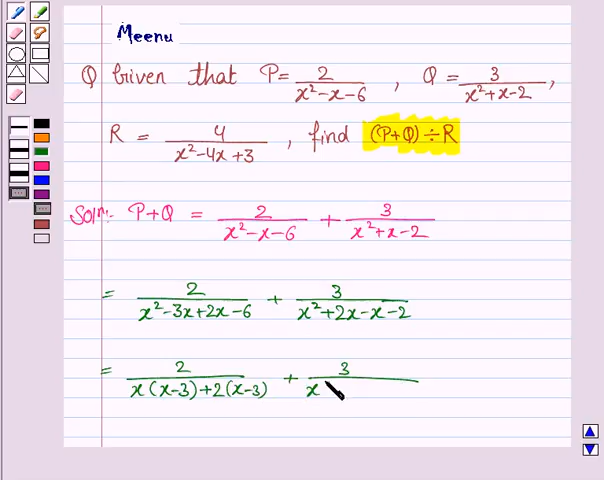 Meenu
Q Given that P = 2/(x²-x-6) , Q = 3/(x²+x-2) ,
R = 4/(x²-4x+3) , find (P+Q) ÷ R
Soln: P+Q = 2/(x²-x-6) + 3/(x²+x-2)
= 2/(x²-3x+2x-6) + 3/(x²+2x-x-2)
= 2/(x(x-3)+2(x-3)) + 3/(x